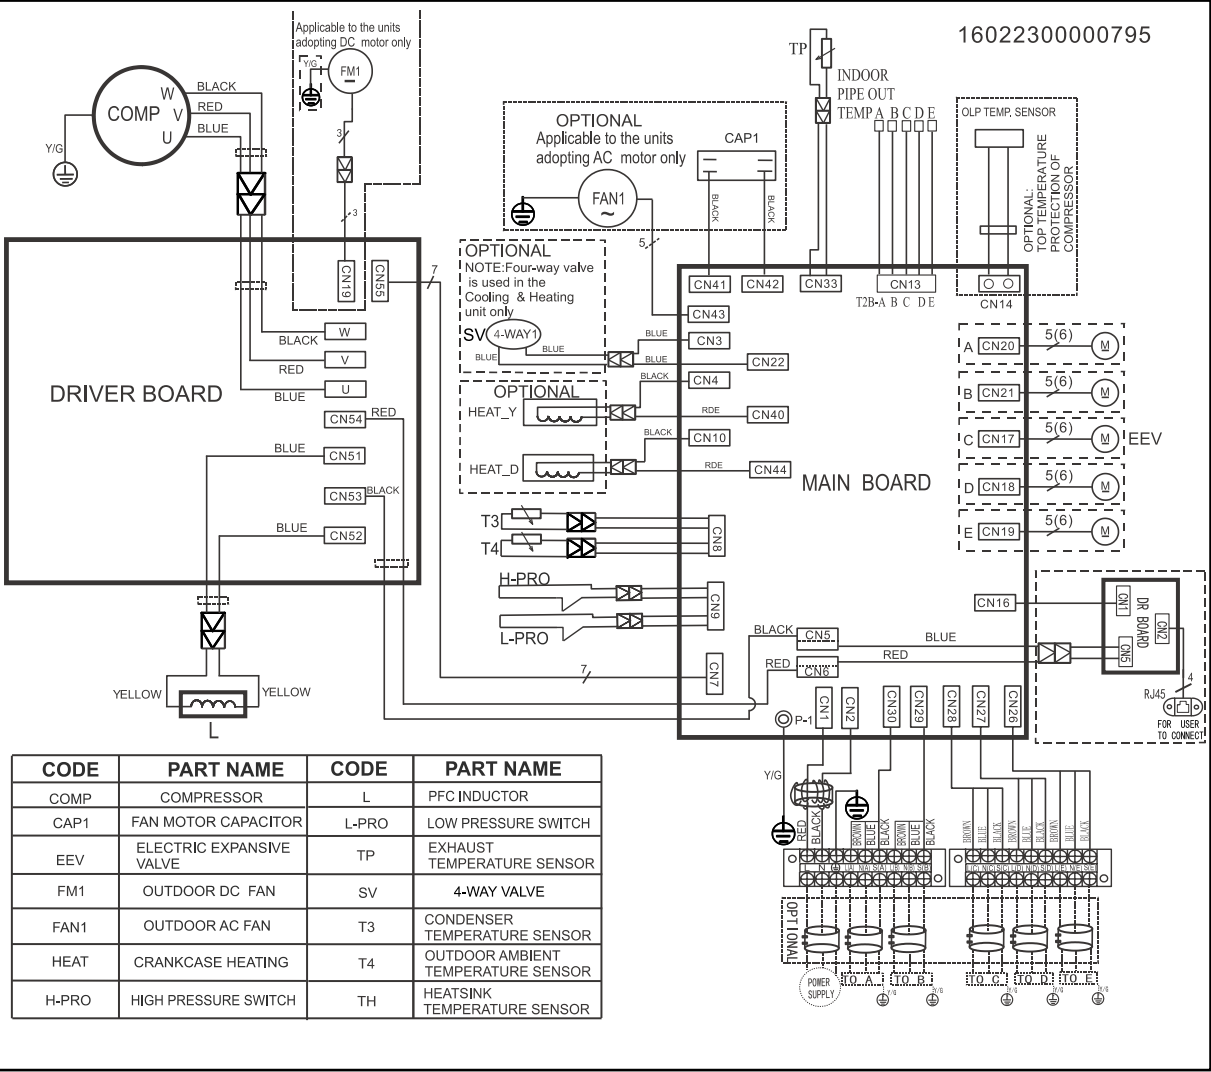 16022300000795
Applicable to the units
adopting DC motor only
Y/G
FM1
3
3
COMP
W
V
U
BLACK
RED
BLUE
Y/G
OPTIONAL
Applicable to the units
adopting AC motor only
CAP1
FAN1
~
BLACK
BLACK
5
TP
INDOOR
PIPE OUT
TEMP A B C D E
OLP TEMP, SENSOR
OPTIONAL:
TOP TEMPERATURE
PROTECTION OF
COMPRESSOR
DRIVER BOARD
CN19
CN55
7
W
BLACK
V
RED
U
BLUE
CN54
RED
BLUE
CN51
CN53
BLACK
BLUE
CN52
YELLOW
YELLOW
L
OPTIONAL
NOTE:Four-way valve
is used in the
Cooling & Heating
unit only
SV
4-WAY1
BLUE
BLUE
BLUE
BLUE
OPTIONAL
HEAT_Y
BLACK
RDE
HEAT_D
BLACK
RDE
T3
T4
H-PRO
L-PRO
7
MAIN BOARD
CN41
CN42
CN33
CN13
T2B-A B C D E
CN14
CN43
CN3
CN22
CN4
CN40
CN10
CN44
CN8
CN9
CN7
A
CN20
5(6)
M
B
CN21
5(6)
M
C
CN17
5(6)
M
EEV
D
CN18
5(6)
M
E
CN19
5(6)
M
CN16
BLACK
CN5
BLUE
RED
CN6
RED
CN1
DR BOARD
CN2
CN5
4
RJ45
FOR USER
TO CONNECT
P-1
CN1
CN2
CN30
CN29
CN28
CN27
CN26
Y/G
RED
BLACK
BROWN
BLUE
BLACK
BROWN
BLUE
BLACK
BROWN
BLUE
BLACK
BROWN
BLUE
BLACK
BROWN
BLUE
BLACK
L N L(A) N(A) S(A) L(B) N(B) S(B)
L(C) N(C) S(C) L(D) N(D) S(D) L(E) N(E) S(E)
OPTIONAL
POWER
SUPPLY
TO A
Y/G
TO B
Y/G
TO C
Y/G
TO D
Y/G
TO E
Y/G
CODE PART NAME CODE PART NAME
COMP COMPRESSOR L PFC INDUCTOR
CAP1 FAN MOTOR CAPACITOR L-PRO LOW PRESSURE SWITCH
EEV ELECTRIC EXPANSIVE VALVE TP EXHAUST TEMPERATURE SENSOR
FM1 OUTDOOR DC FAN SV 4-WAY VALVE
FAN1 OUTDOOR AC FAN T3 CONDENSER TEMPERATURE SENSOR
HEAT CRANKCASE HEATING T4 OUTDOOR AMBIENT TEMPERATURE SENSOR
H-PRO HIGH PRESSURE SWITCH TH HEATSINK TEMPERATURE SENSOR